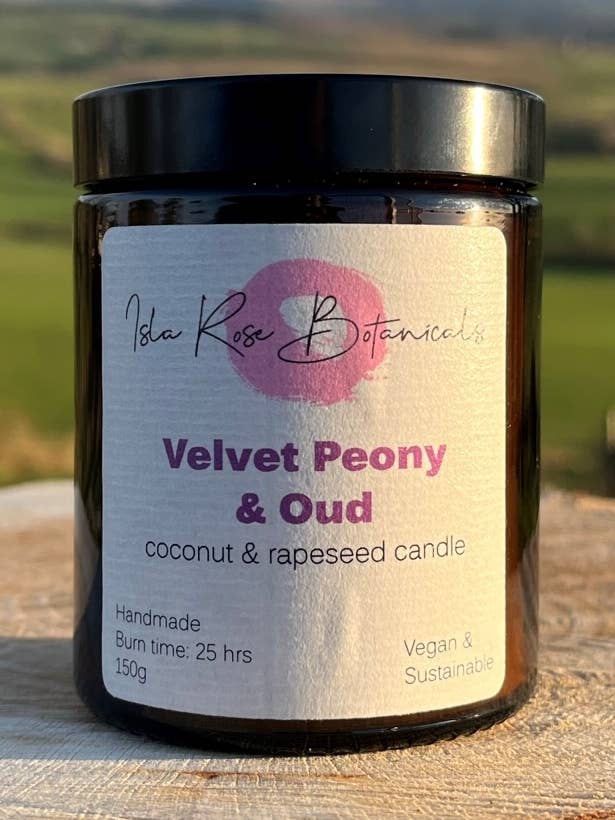 Isla Rose Botanicals
Velvet Peony
& Oud
coconut & rapeseed candle
Handmade
Burn time: 25 hrs
150g
Vegan &
Sustainable